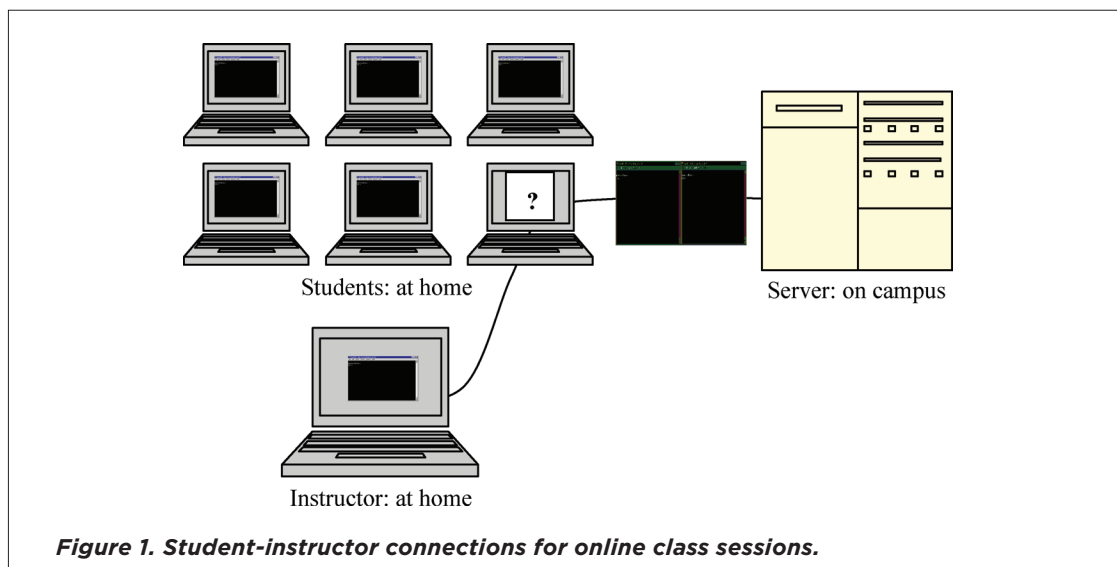 ?
Students: at home
Server: on campus
Instructor: at home
Figure 1. Student-instructor connections for online class sessions.